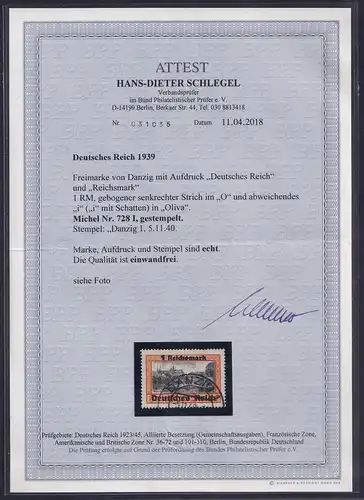 ATTEST
HANS-DIETER SCHLEGEL
Verbandsprüfer
im Bund Philatelistischer Prüfer e. V.
D-14199 Berlin, Berkaer Str. 44, Tel. 030 8813418
Nr. 031035 Datum 11.04.2018
Deutsches Reich 1939
Freimarke von Danzig mit Aufdruck „Deutsches Reich“
und „Reichsmark“
1 RM, gebogener senkrechter Strich im „O“ und abweichendes
„i“ („i“ mit Schatten) in „Oliva“.
Michel Nr. 728 I, gestempelt.
Stempel: „Danzig 1, 5.11.40.
Marke, Aufdruck und Stempel sind echt.
Die Qualität ist einwandfrei.
siehe Foto
1 Reichsmark
Deutsches Reich
Prüfgebiete: Deutsches Reich 1923/45, Alliierte Besetzung (Gemeinschaftsausgaben), Französische Zone,
Amerikanische und Britische Zone Nr. 36-72 und 101-110, Berlin, Bundesrepublik Deutschland
Die Prüfung erfolgte auf Grund der Prüfordnung des Bundes Philatelistischer Prüfer e. V.